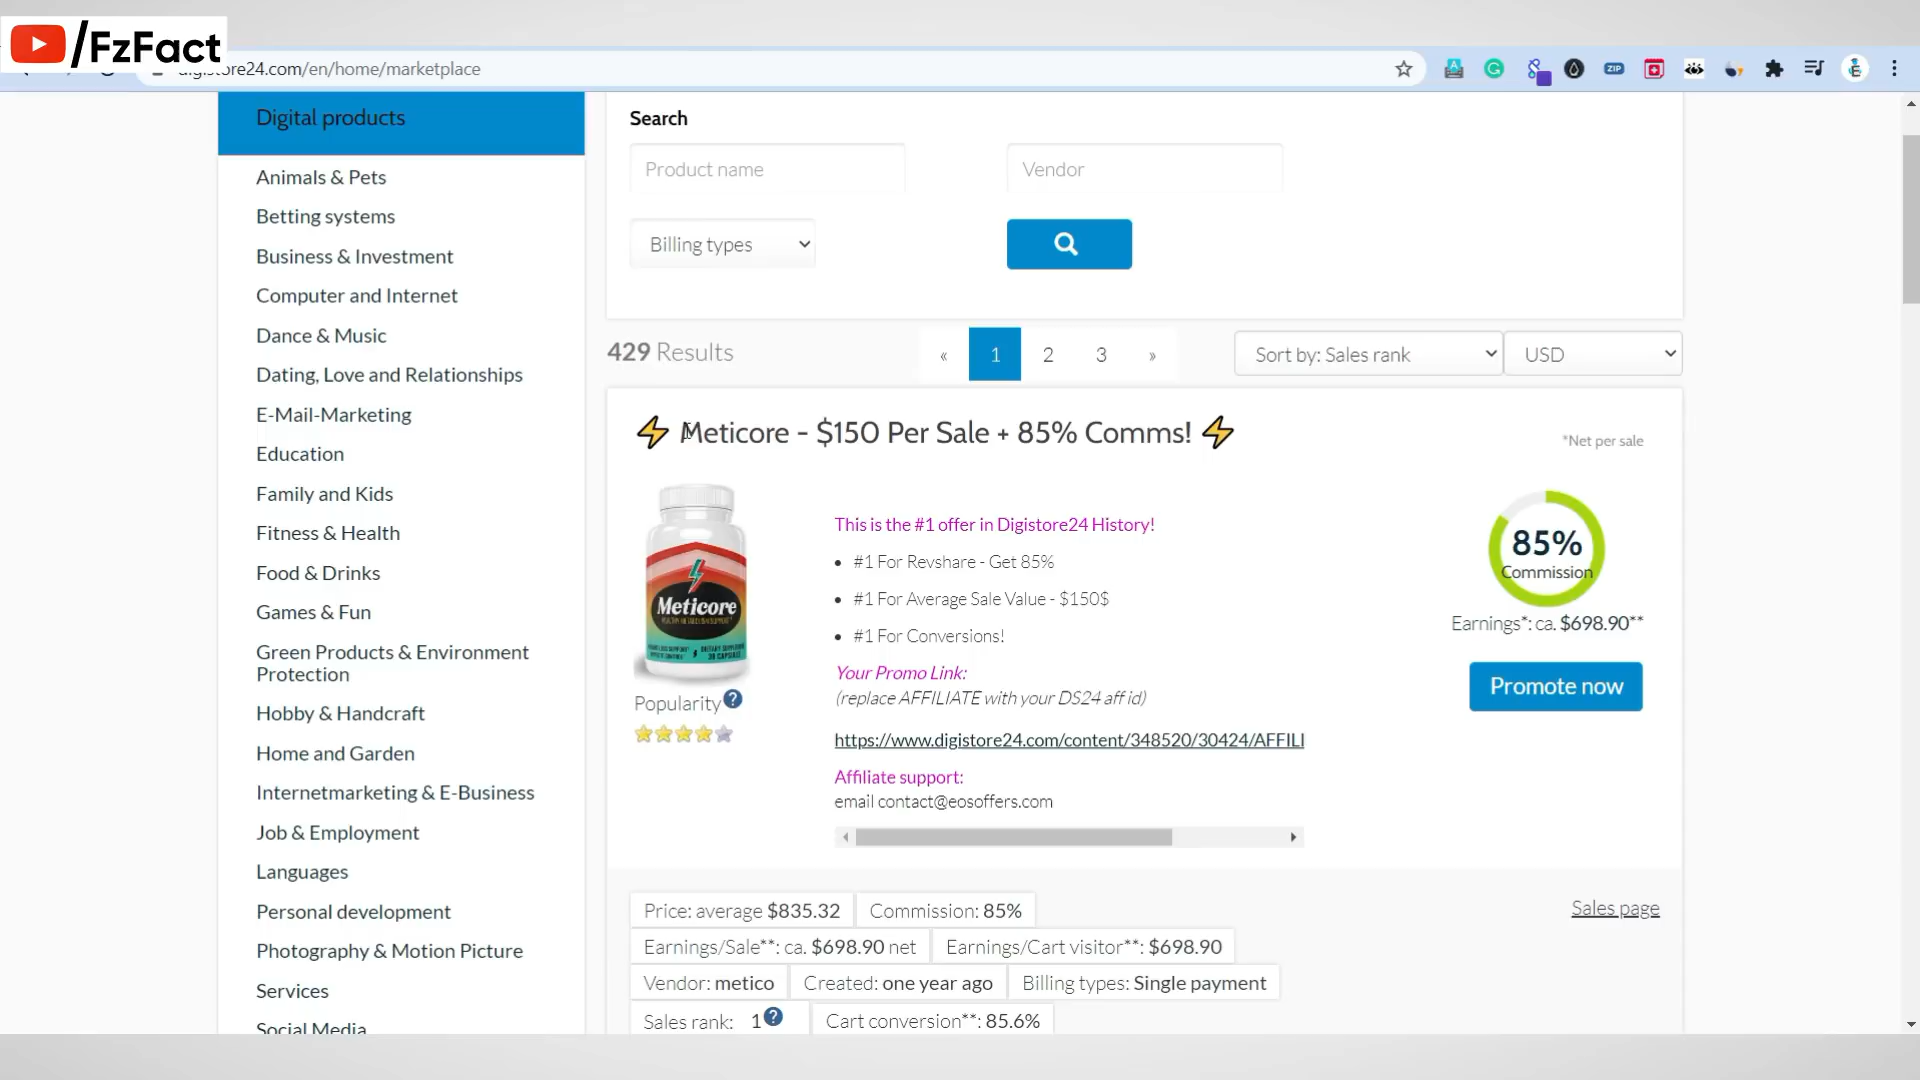 /FzFact
digistore24.com/en/home/marketplace
Digital products
Animals & Pets
Betting systems
Business & Investment
Computer and Internet
Dance & Music
Dating, Love and Relationships
E-Mail-Marketing
Education
Family and Kids
Fitness & Health
Food & Drinks
Games & Fun
Green Products & Environment
Protection
Hobby & Handcraft
Home and Garden
Internetmarketing & E-Business
Job & Employment
Languages
Personal development
Photography & Motion Picture
Services
Social Media
Search
Product name
Vendor
Billing types
429 Results
« 1 2 3 »
Sort by: Sales rank
USD
Meticore - $150 Per Sale + 85% Comms!
*Net per sale
Meticore
Popularity
This is the #1 offer in Digistore24 History!
#1 For Revshare - Get 85%
#1 For Average Sale Value - $150$
#1 For Conversions!
Your Promo Link:
(replace AFFILIATE with your DS24 aff id)
https://www.digistore24.com/content/348520/30424/AFFILI
Affiliate support:
email contact@eosoffers.com
85%
Commission
Earnings*: ca. $698.90**
Promote now
Price: average $835.32
Commission: 85%
Sales page
Earnings/Sale**: ca. $698.90 net
Earnings/Cart visitor**: $698.90
Vendor: metico
Created: one year ago
Billing types: Single payment
Sales rank: 1
Cart conversion**: 85.6%